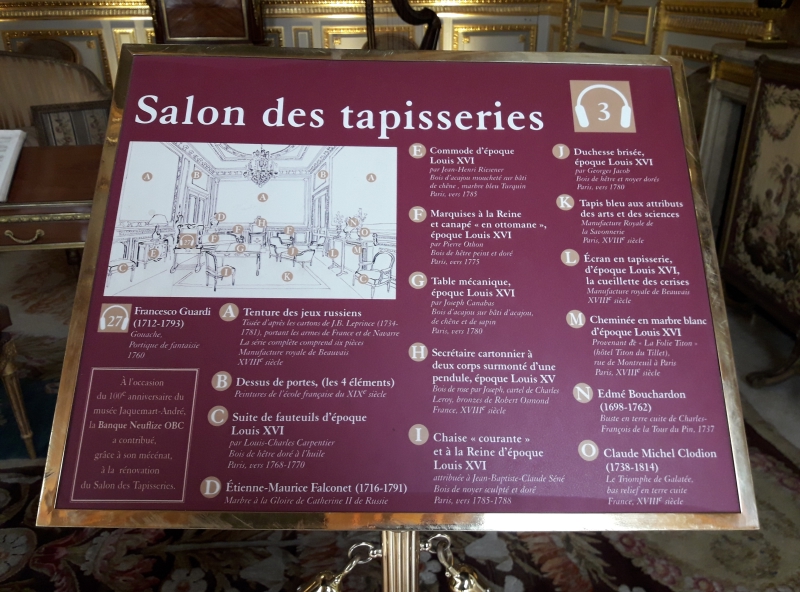 Salon des tapisseries
3
27
Francesco Guardi
(1712-1793)
Gouache,
Portique de fantaisie
1760
À l'occasion
du 100e anniversaire du
musée Jaquemart-André,
la Banque Neuflize OBC
a contribué,
grâce à son mécénat,
à la rénovation
du Salon des Tapisseries.
A Tenture des jeux russiens
Tissée d'après les cartons de J.B. Leprince (1734-
1781), portant les armes de France et de Navarre
La série complète comprend six pièces
Manufacture royale de Beauvais
XVIIIe siècle
B Dessus de portes, (les 4 éléments)
Peintures de l'école française du XIXe siècle
C Suite de fauteuils d'époque
Louis XVI
par Louis-Charles Carpentier
Bois de hêtre doré à l'huile
Paris, vers 1768-1770
D Étienne-Maurice Falconet (1716-1791)
Marbre à la Gloire de Catherine II de Russie
E Commode d'époque
Louis XVI
par Jean-Henri Riesener
Bois d'acajou moucheté sur bâti
de chêne, marbre bleu Turquin
Paris, vers 1785
F Marquises à la Reine
et canapé « en ottomane »,
époque Louis XVI
par Pierre Othon
Bois de hêtre peint et doré
Paris, vers 1775
G Table mécanique,
époque Louis XVI
par Joseph Canabas
Bois d'acajou sur bâti d'acajou,
de chêne et de sapin
Paris, vers 1780
H Secrétaire cartonnier à
deux corps surmonté d'une
pendule, époque Louis XV
Bois de rose par Joseph, cartel de Charles
Leroy, bronzes de Robert Osmond
France, XVIIIe siècle
I Chaise « courante »
et à la Reine d'époque
Louis XVI
attribuée à Jean-Baptiste-Claude Séné
Bois de noyer sculpté et doré
Paris, vers 1785-1788
J Duchesse brisée,
époque Louis XVI
par Georges Jacob
Bois de hêtre et noyer dorés
Paris, vers 1780
K Tapis bleu aux attributs
des arts et des sciences
Manufacture Royale de
la Savonnerie
Paris, XVIIIe siècle
L Écran en tapisserie,
d'époque Louis XVI,
la cueillette des cerises
Manufacture royale de Beauvais
XVIIIe siècle
M Cheminée en marbre blanc
d'époque Louis XVI
Provenant de « La Folie Titon »
(hôtel Titon du Tillet),
rue de Montreuil à Paris
Paris, XVIIIe siècle
N Edmé Bouchardon
(1698-1762)
Buste en terre cuite de Charles-
François de la Tour du Pin, 1737
O Claude Michel Clodion
(1738-1814)
Le Triomphe de Galatée,
bas relief en terre cuite
France, XVIIIe siècle